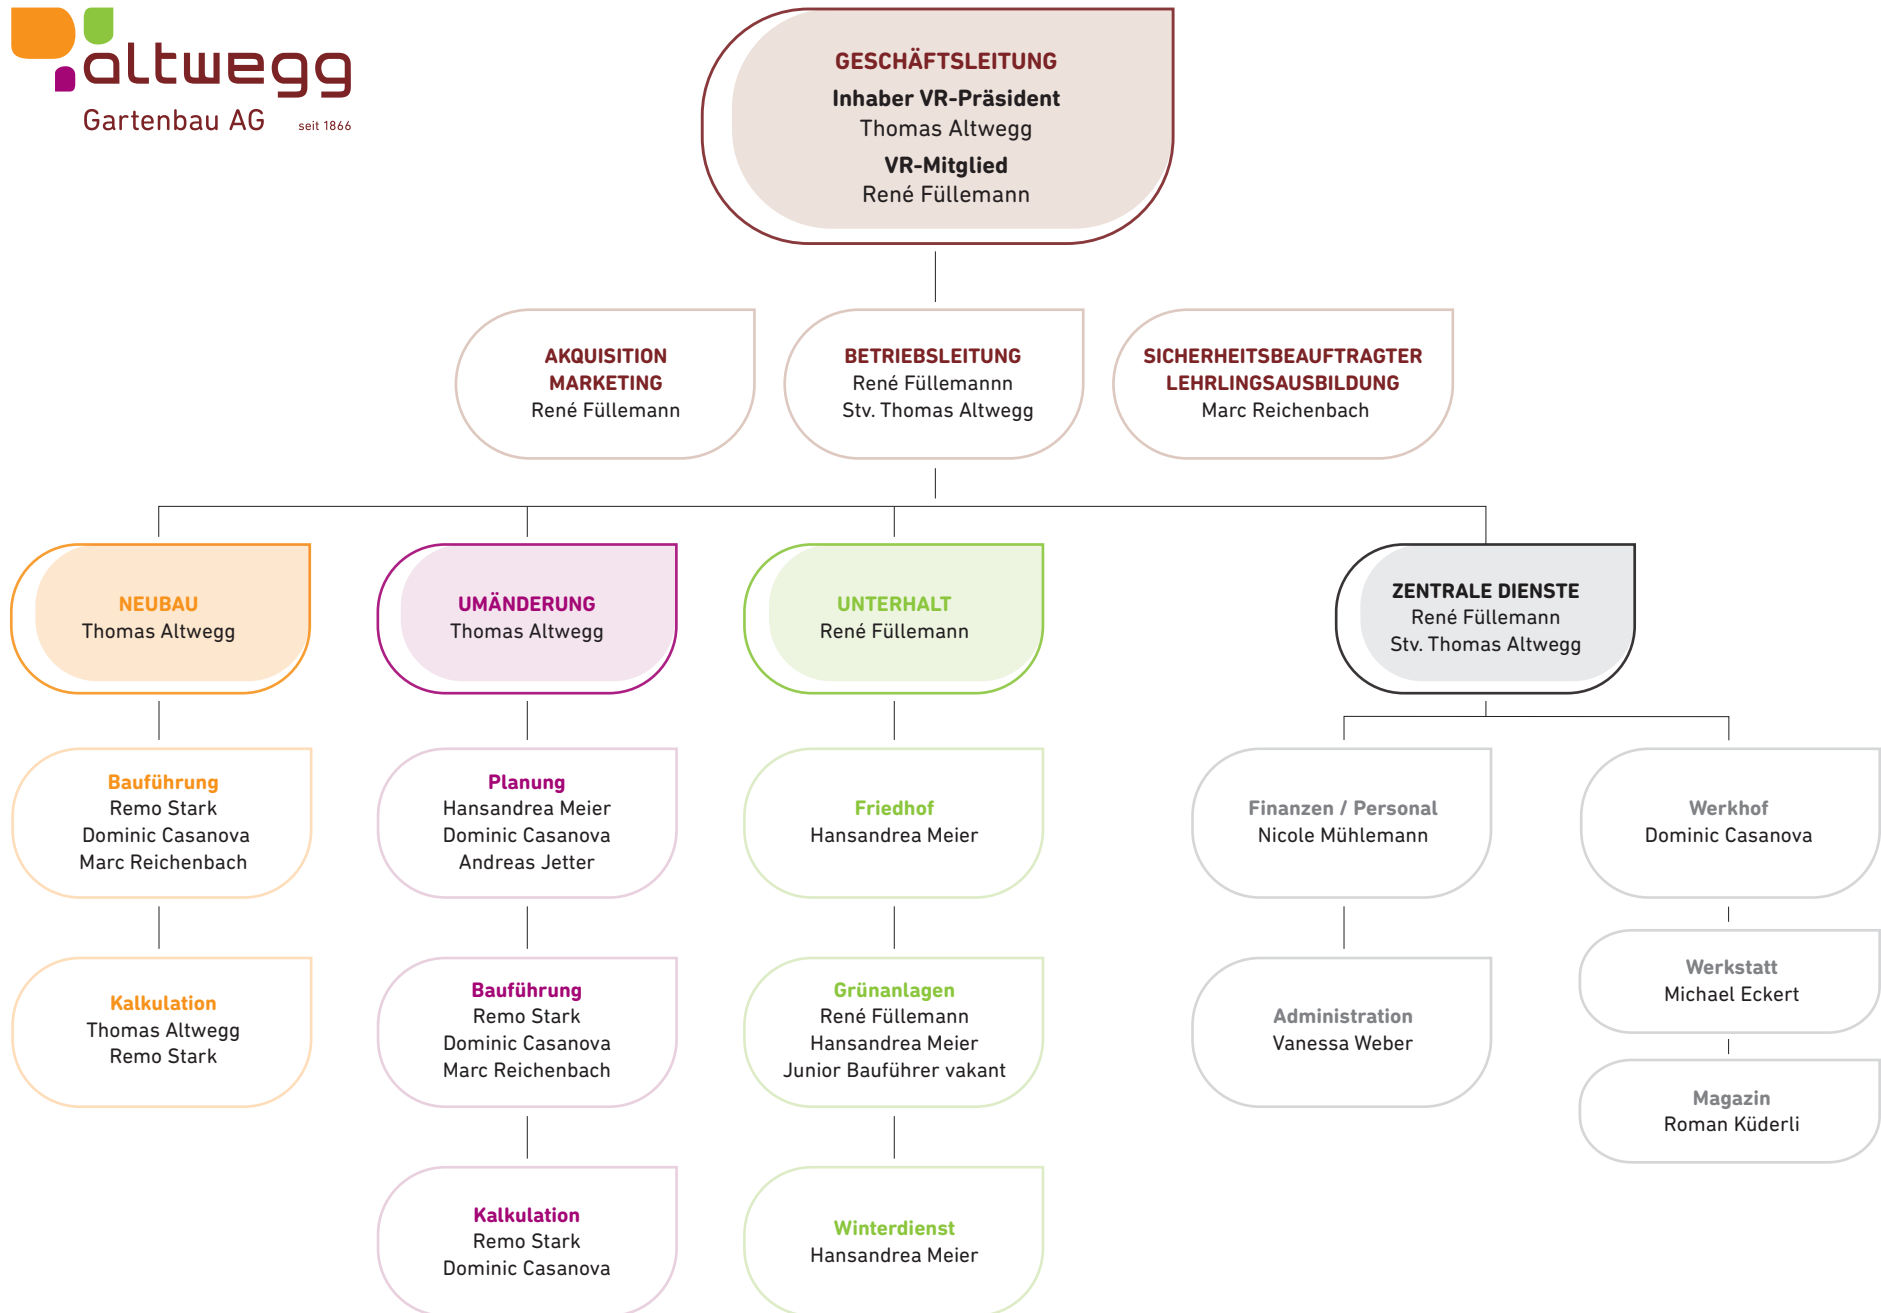 altwegg
Gartenbau AG seit 1866
GESCHÄFTSLEITUNG
Inhaber VR-Präsident
Thomas Altwegg
VR-Mitglied
René Füllemann
AKQUISITION
MARKETING
René Füllemann
BETRIEBSLEITUNG
René Füllemannn
Stv. Thomas Altwegg
SICHERHEITSBEAUFTRAGTER
LEHRLINGSAUSBILDUNG
Marc Reichenbach
NEUBAU
Thomas Altwegg
UMÄNDERUNG
Thomas Altwegg
UNTERHALT
René Füllemann
ZENTRALE DIENSTE
René Füllemann
Stv. Thomas Altwegg
Bauführung
Remo Stark
Dominic Casanova
Marc Reichenbach
Planung
Hansandrea Meier
Dominic Casanova
Andreas Jetter
Friedhof
Hansandrea Meier
Finanzen / Personal
Nicole Mühlemann
Werkhof
Dominic Casanova
Kalkulation
Thomas Altwegg
Remo Stark
Bauführung
Remo Stark
Dominic Casanova
Marc Reichenbach
Grünanlagen
René Füllemann
Hansandrea Meier
Junior Bauführer vakant
Administration
Vanessa Weber
Werkstatt
Michael Eckert
Magazin
Roman Küderli
Kalkulation
Remo Stark
Dominic Casanova
Winterdienst
Hansandrea Meier